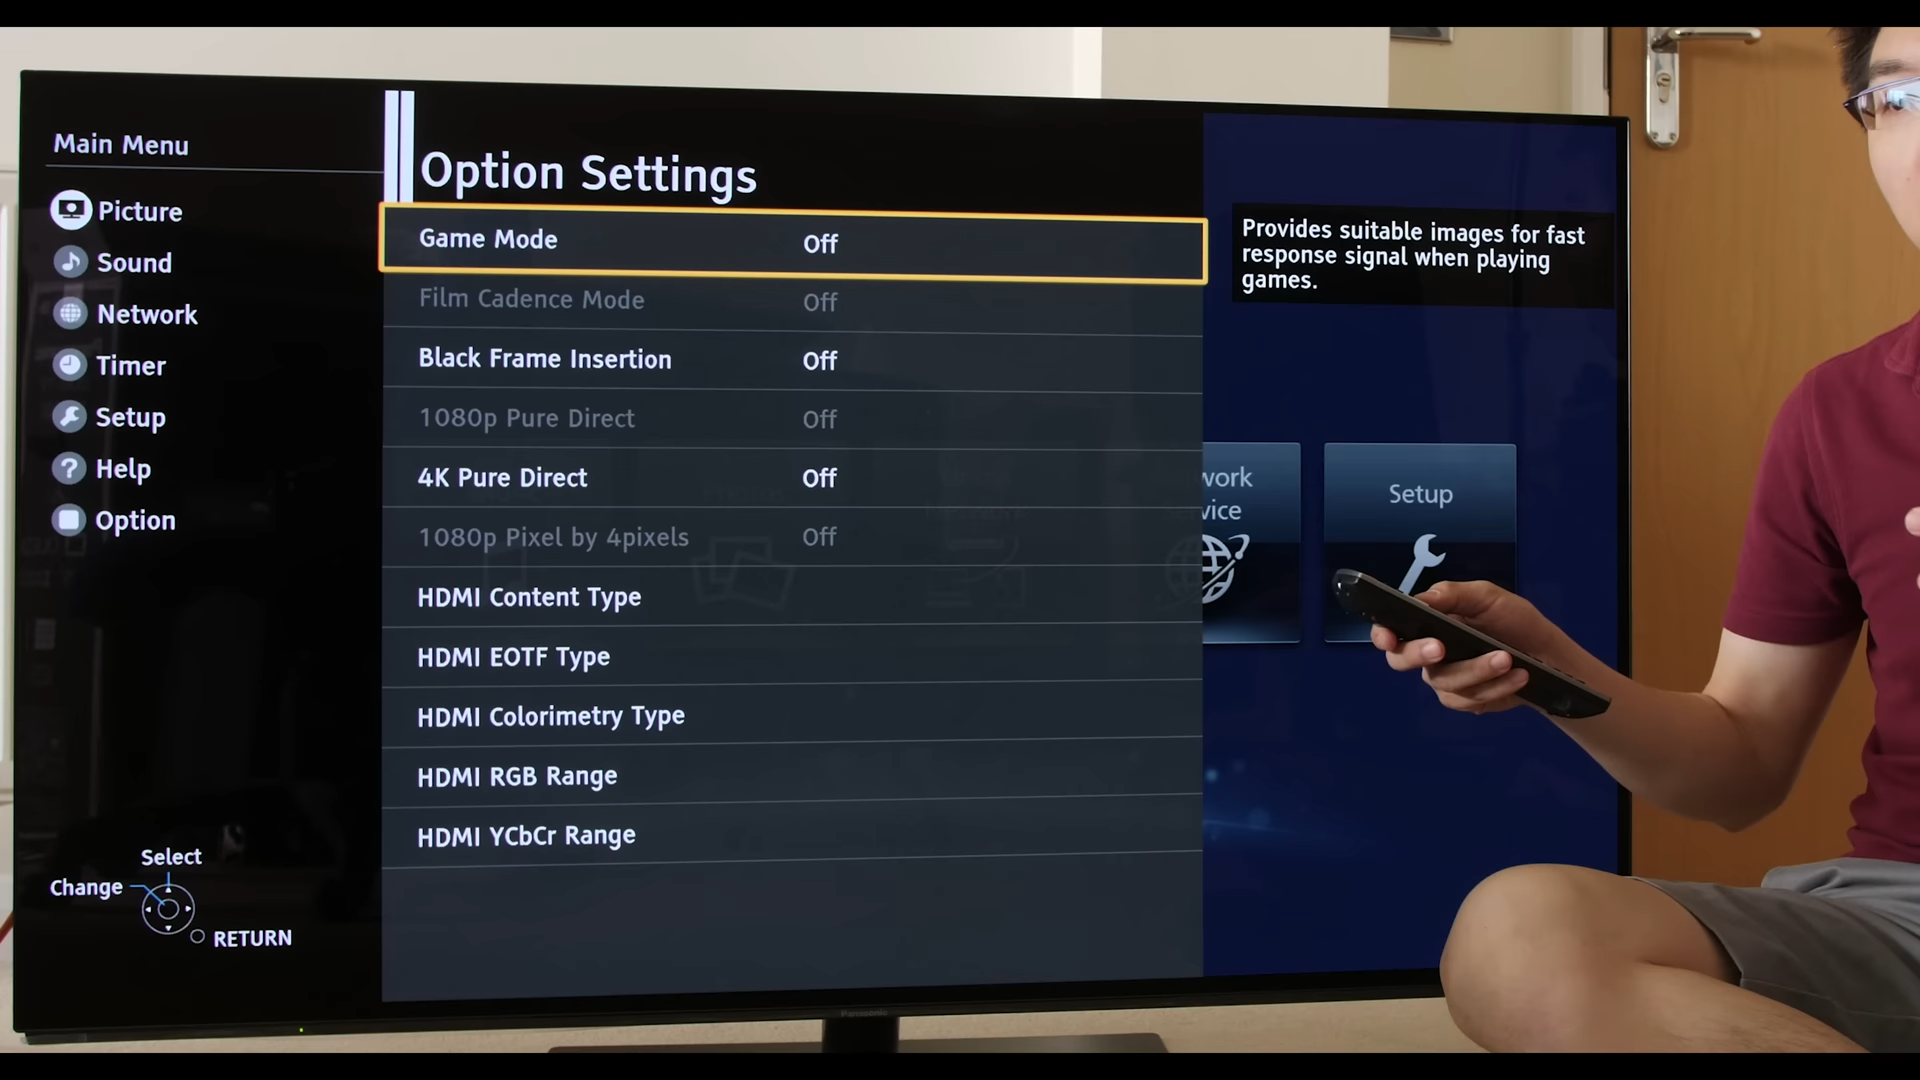 Main Menu
Picture
Sound
Network
Timer
Setup
Help
Option
Select
Change
RETURN
Option Settings
Game Mode Off
Film Cadence Mode Off
Black Frame Insertion Off
1080p Pure Direct Off
4K Pure Direct Off
1080p Pixel by 4pixels Off
HDMI Content Type
HDMI EOTF Type
HDMI Colorimetry Type
HDMI RGB Range
HDMI YCbCr Range
Provides suitable images for fast
response signal when playing
games.
work
vice
Setup
Panasonic